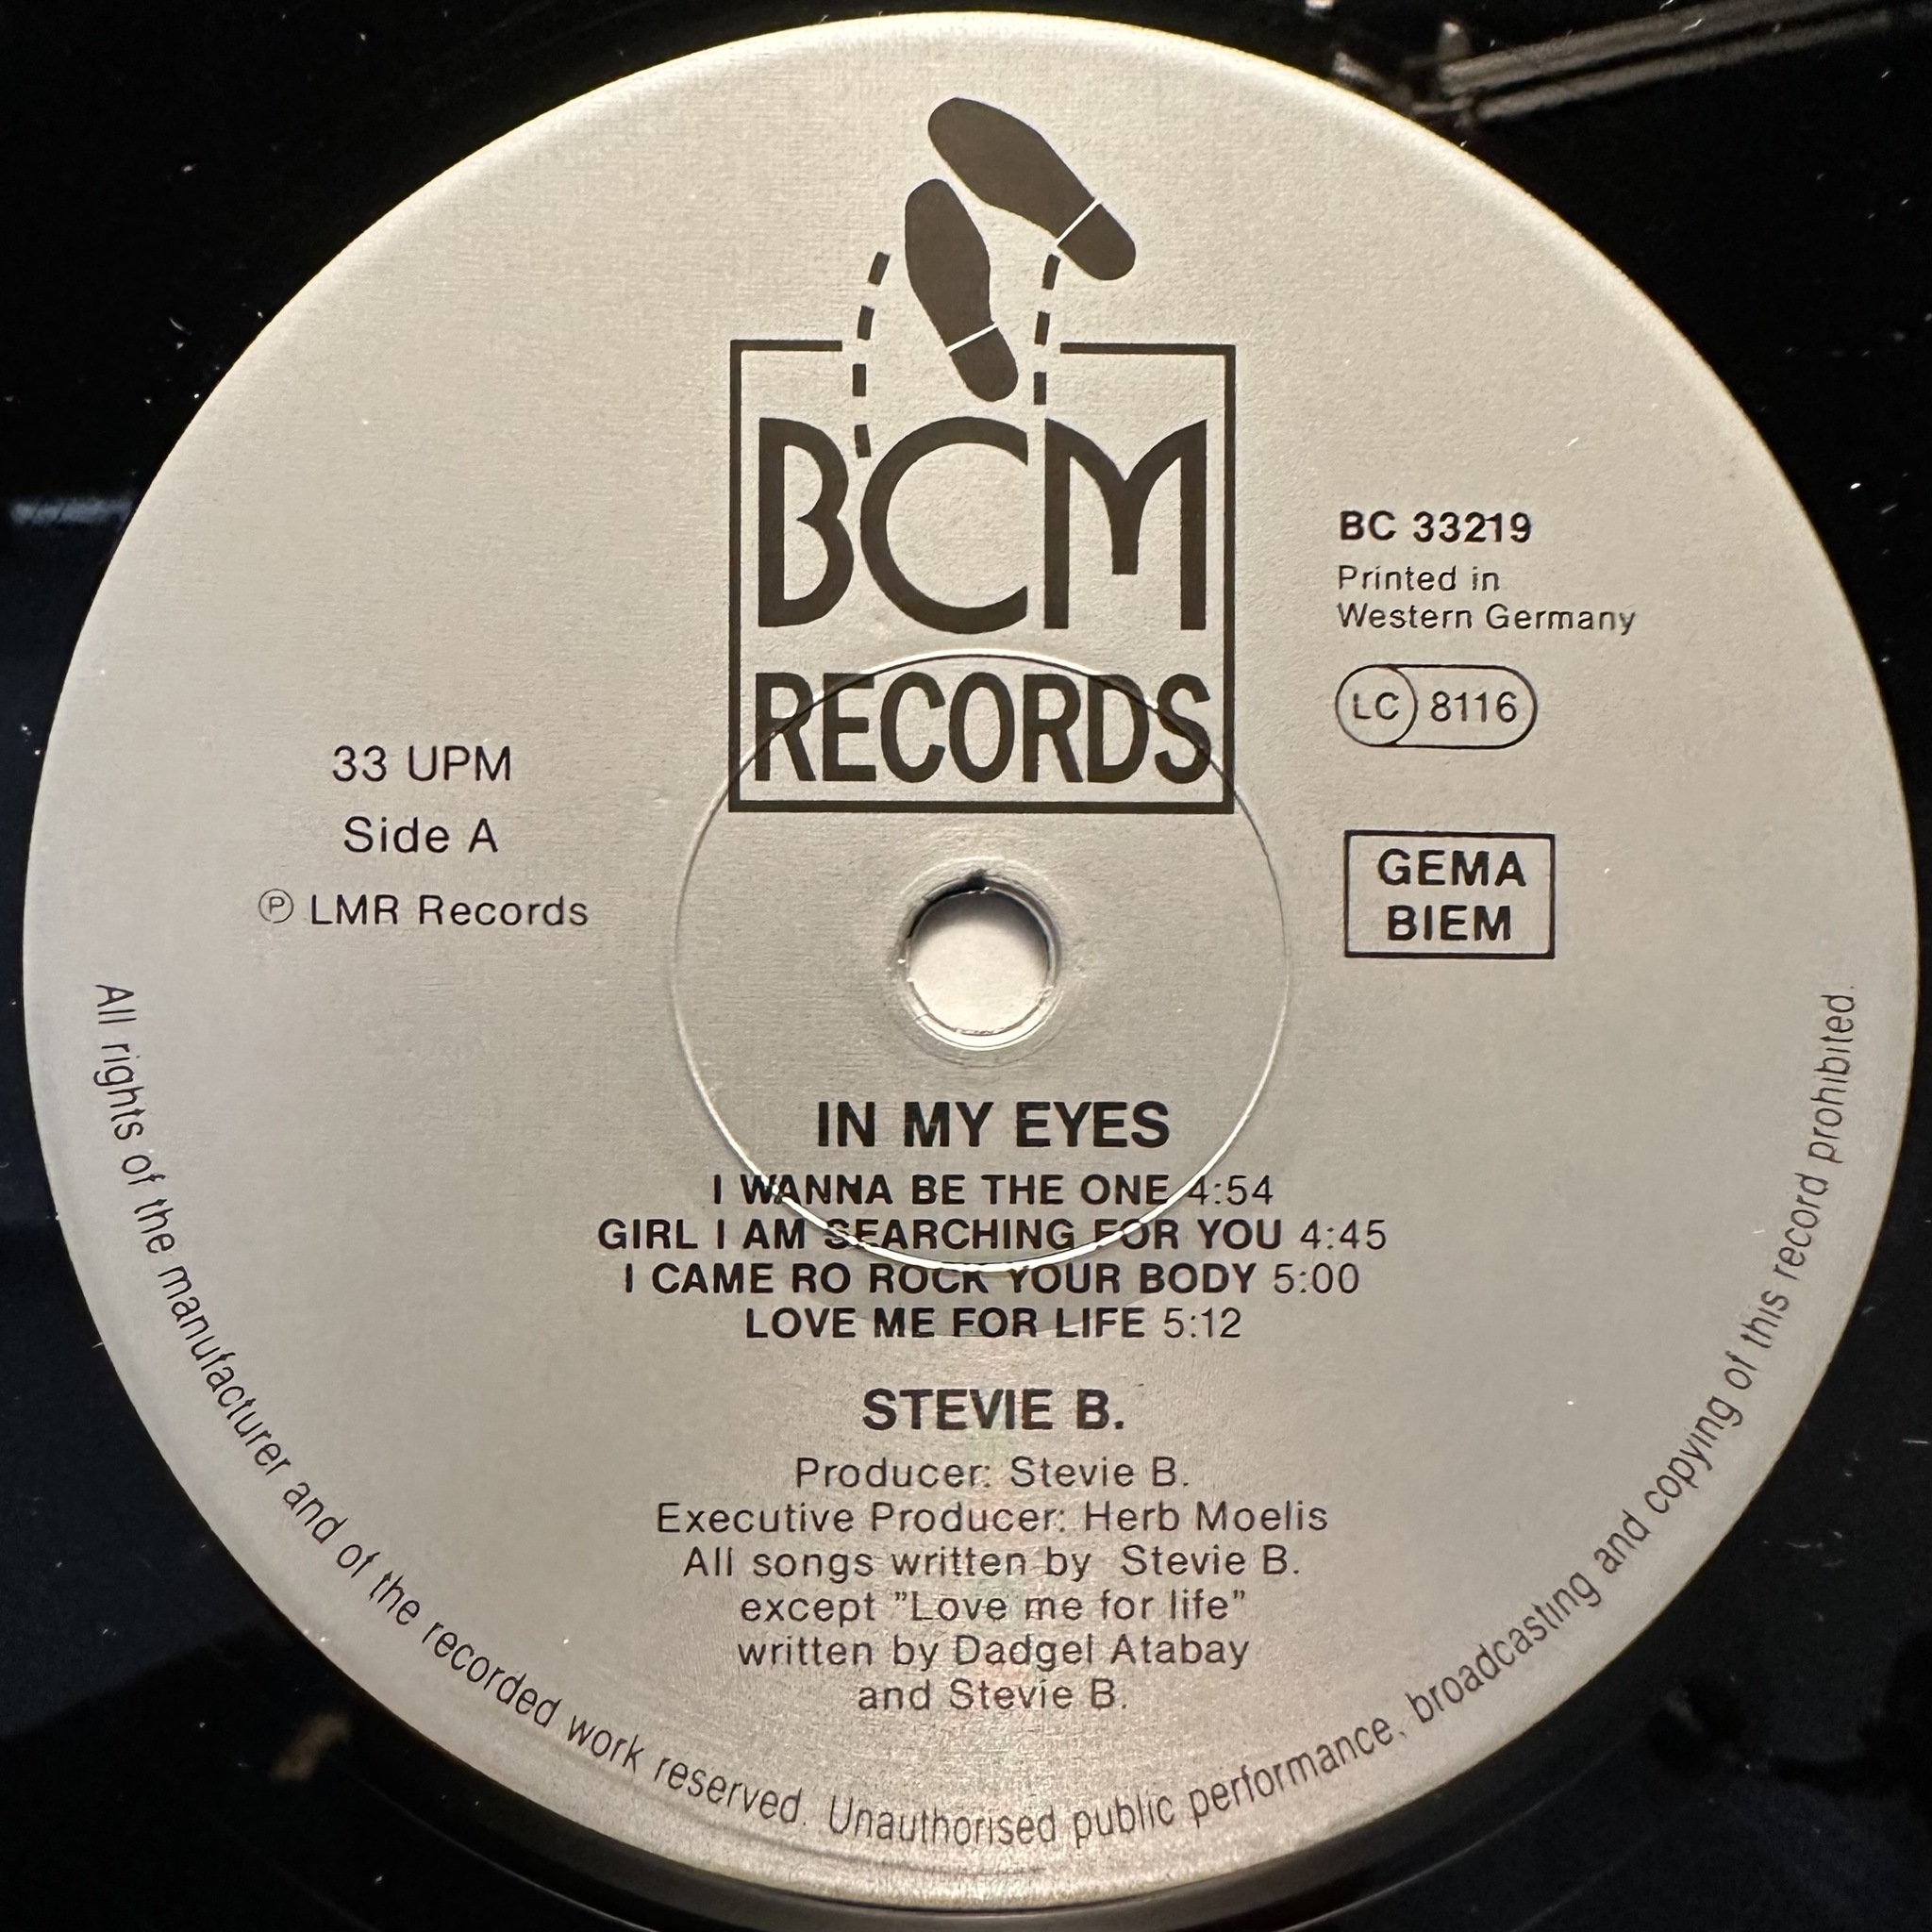 BCM
RECORDS
BC 33219
Printed in
Western Germany
LC 8116
33 UPM
Side A
℗ LMR Records
GEMA
BIEM
IN MY EYES
I WANNA BE THE ONE 4:54
GIRL I AM SEARCHING FOR YOU 4:45
I CAME RO ROCK YOUR BODY 5:00
LOVE ME FOR LIFE 5:12
STEVIE B.
Producer: Stevie B.
Executive Producer: Herb Moelis
All songs written by Stevie B.
except "Love me for life"
written by Dadgel Atabay
and Stevie B.
All rights of the manufacturer and of the recorded work reserved. Unauthorised public performance, broadcasting and copying of this record prohibited.